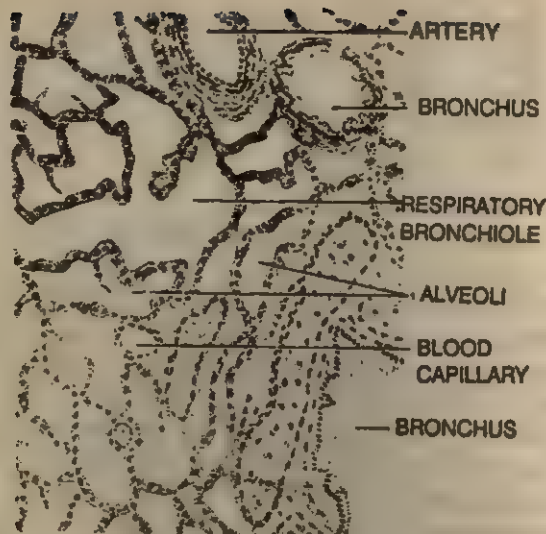 ARTERY
BRONCHUS
RESPIRATORY
BRONCHIOLE
ALVEOLI
BLOOD
CAPILLARY
BRONCHUS